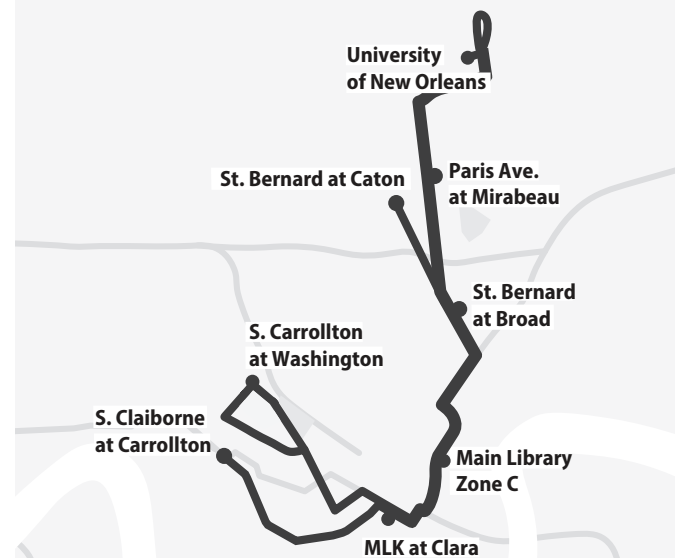 University
of New Orleans
St. Bernard at Caton
Paris Ave.
at Mirabeau
St. Bernard
at Broad
S. Carrollton
at Washington
S. Claiborne
at Carrollton
Main Library
Zone C
MLK at Clara